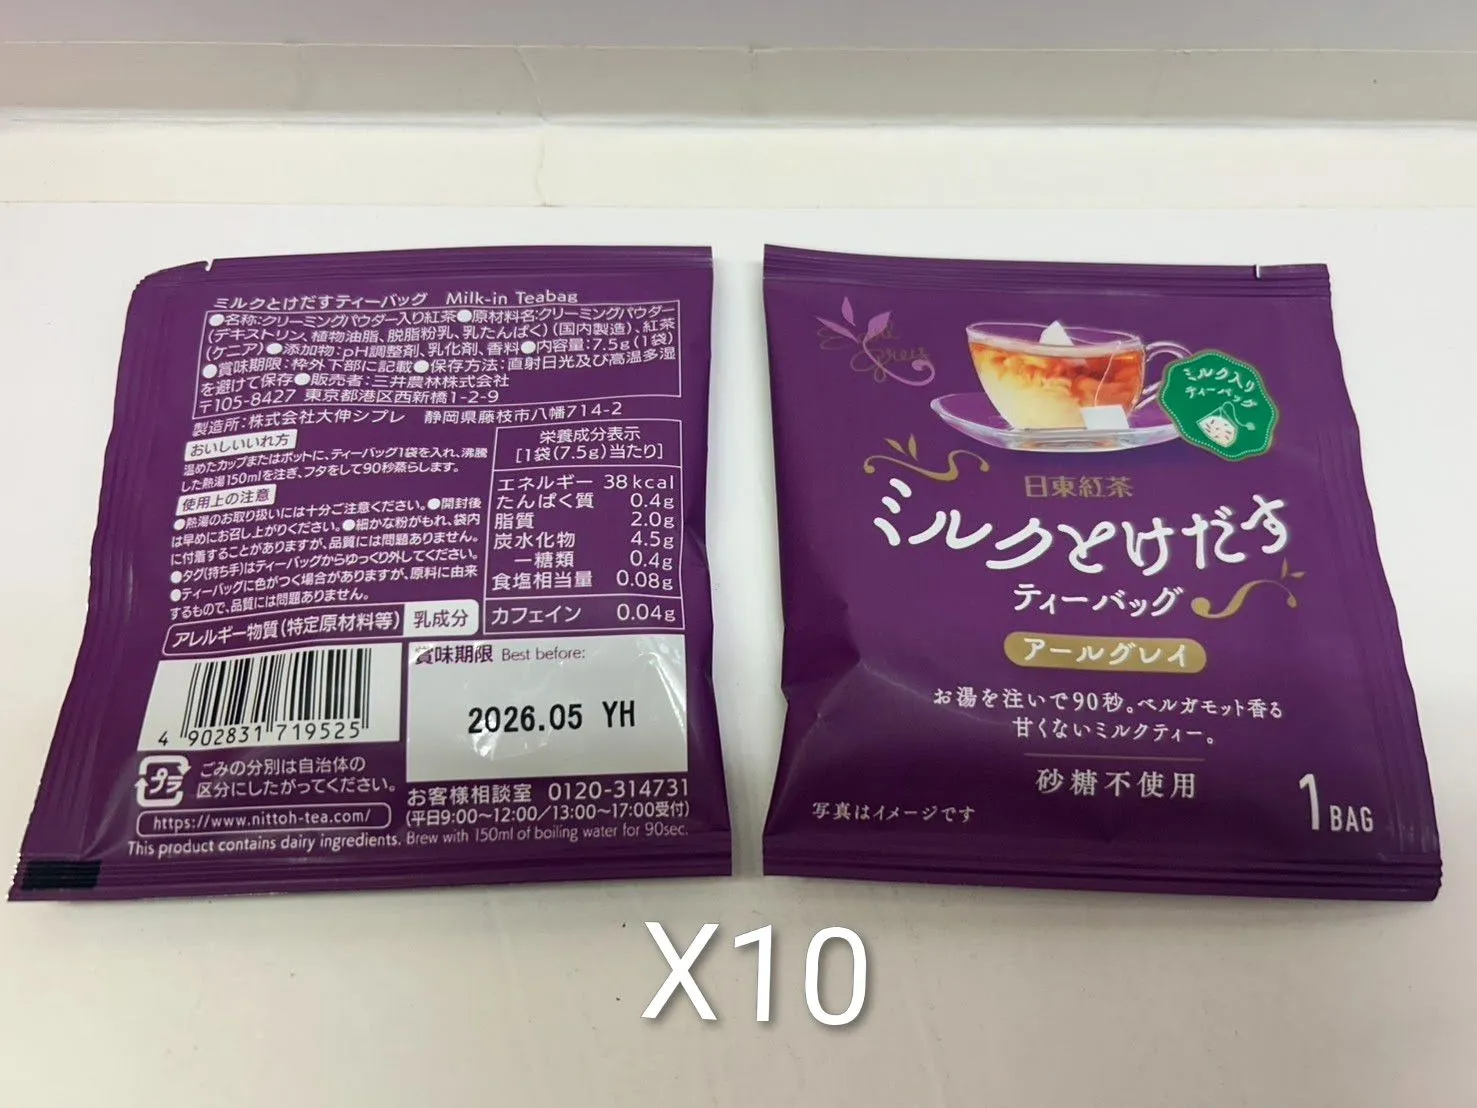 ミルクとけだすティーバッグ Milk-in Teabag
●名称:クリーミングパウダー入り紅茶●原材料名:クリーミングパウダー
(デキストリン、植物油脂、脱脂粉乳、乳たんぱく)(国内製造)、紅茶
(ケニア)●添加物:pH調整剤、乳化剤、香料●内容量:7.5g(1袋)
●賞味期限:枠外下部に記載●保存方法:直射日光及び高温多湿
を避けて保存●販売者:三井農林株式会社
〒105-8427 東京都港区西新橋1-2-9
製造所:株式会社大伸シプレ 静岡県藤枝市八幡714-2
おいしいいれ方
温めたカップまたはポットに、ティーバッグ1袋を入れ、沸騰
した熱湯150mlを注ぎ、フタをして90秒蒸らします。
使用上の注意
●熱湯のお取り扱いには十分ご注意ください。●開封後
は早めにお召し上がりください。●細かな粉がもれ、袋内
に付着することがありますが、品質には問題ありません。
●タグ(持ち手)はティーバッグからゆっくり外してください。
●ティーバッグに色がつく場合がありますが、原料に由来
するもので、品質には問題ありません。
アレルギー物質(特定原材料等) 乳成分
栄養成分表示
[1袋(7.5g)当たり]
エネルギー 38kcal
たんぱく質 0.4g
脂質 2.0g
炭水化物 4.5g
ー糖類 0.4g
食塩相当量 0.08g
カフェイン 0.04g
4 902831 719525
賞味期限 Best before:
2026.05 YH
プラ
ごみの分別は自治体の
区分にしたがってください。
https://www.nittoh-tea.com/
お客様相談室 0120-314731
(平日9:00~12:00/13:00~17:00受付)
This product contains dairy ingredients. Brew with 150ml of boiling water for 90sec.
ミルク入り
ティーバッグ
日東紅茶
ミルクとけだす
ティーバッグ
アールグレイ
お湯を注いで90秒。ベルガモット香る
甘くないミルクティー。
砂糖不使用
写真はイメージです
1BAG
X10